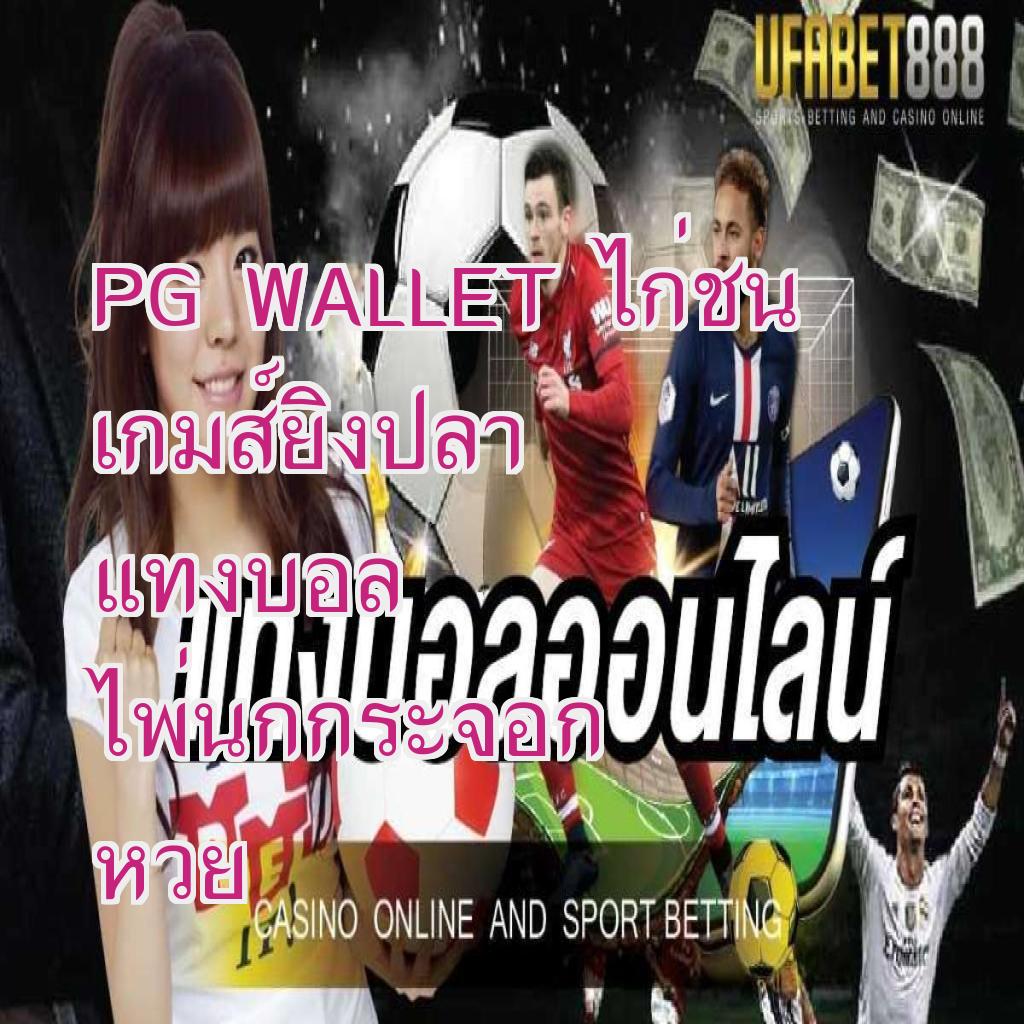 UFABET888
SPORTS BETTING AND CASINO ONLINE
PG WALLET ไก่ชน
เกมส์ยิงปลา
แทงบอล
แทงบอลออนไลน์
ไพ่นกกระจอก
หวย
CASINO ONLINE AND SPORT BETTING